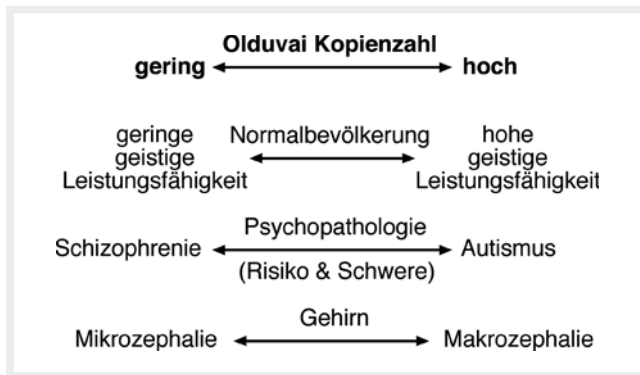 Olduvai Kopienzahl
gering hoch
geringe Normalbevölkerung hohe
geistige geistige
Leistungsfähigkeit Leistungsfähigkeit
Psychopathologie
Schizophrenie Autismus
(Risiko & Schwere)
Gehirn
Mikrozephalie Makrozephalie